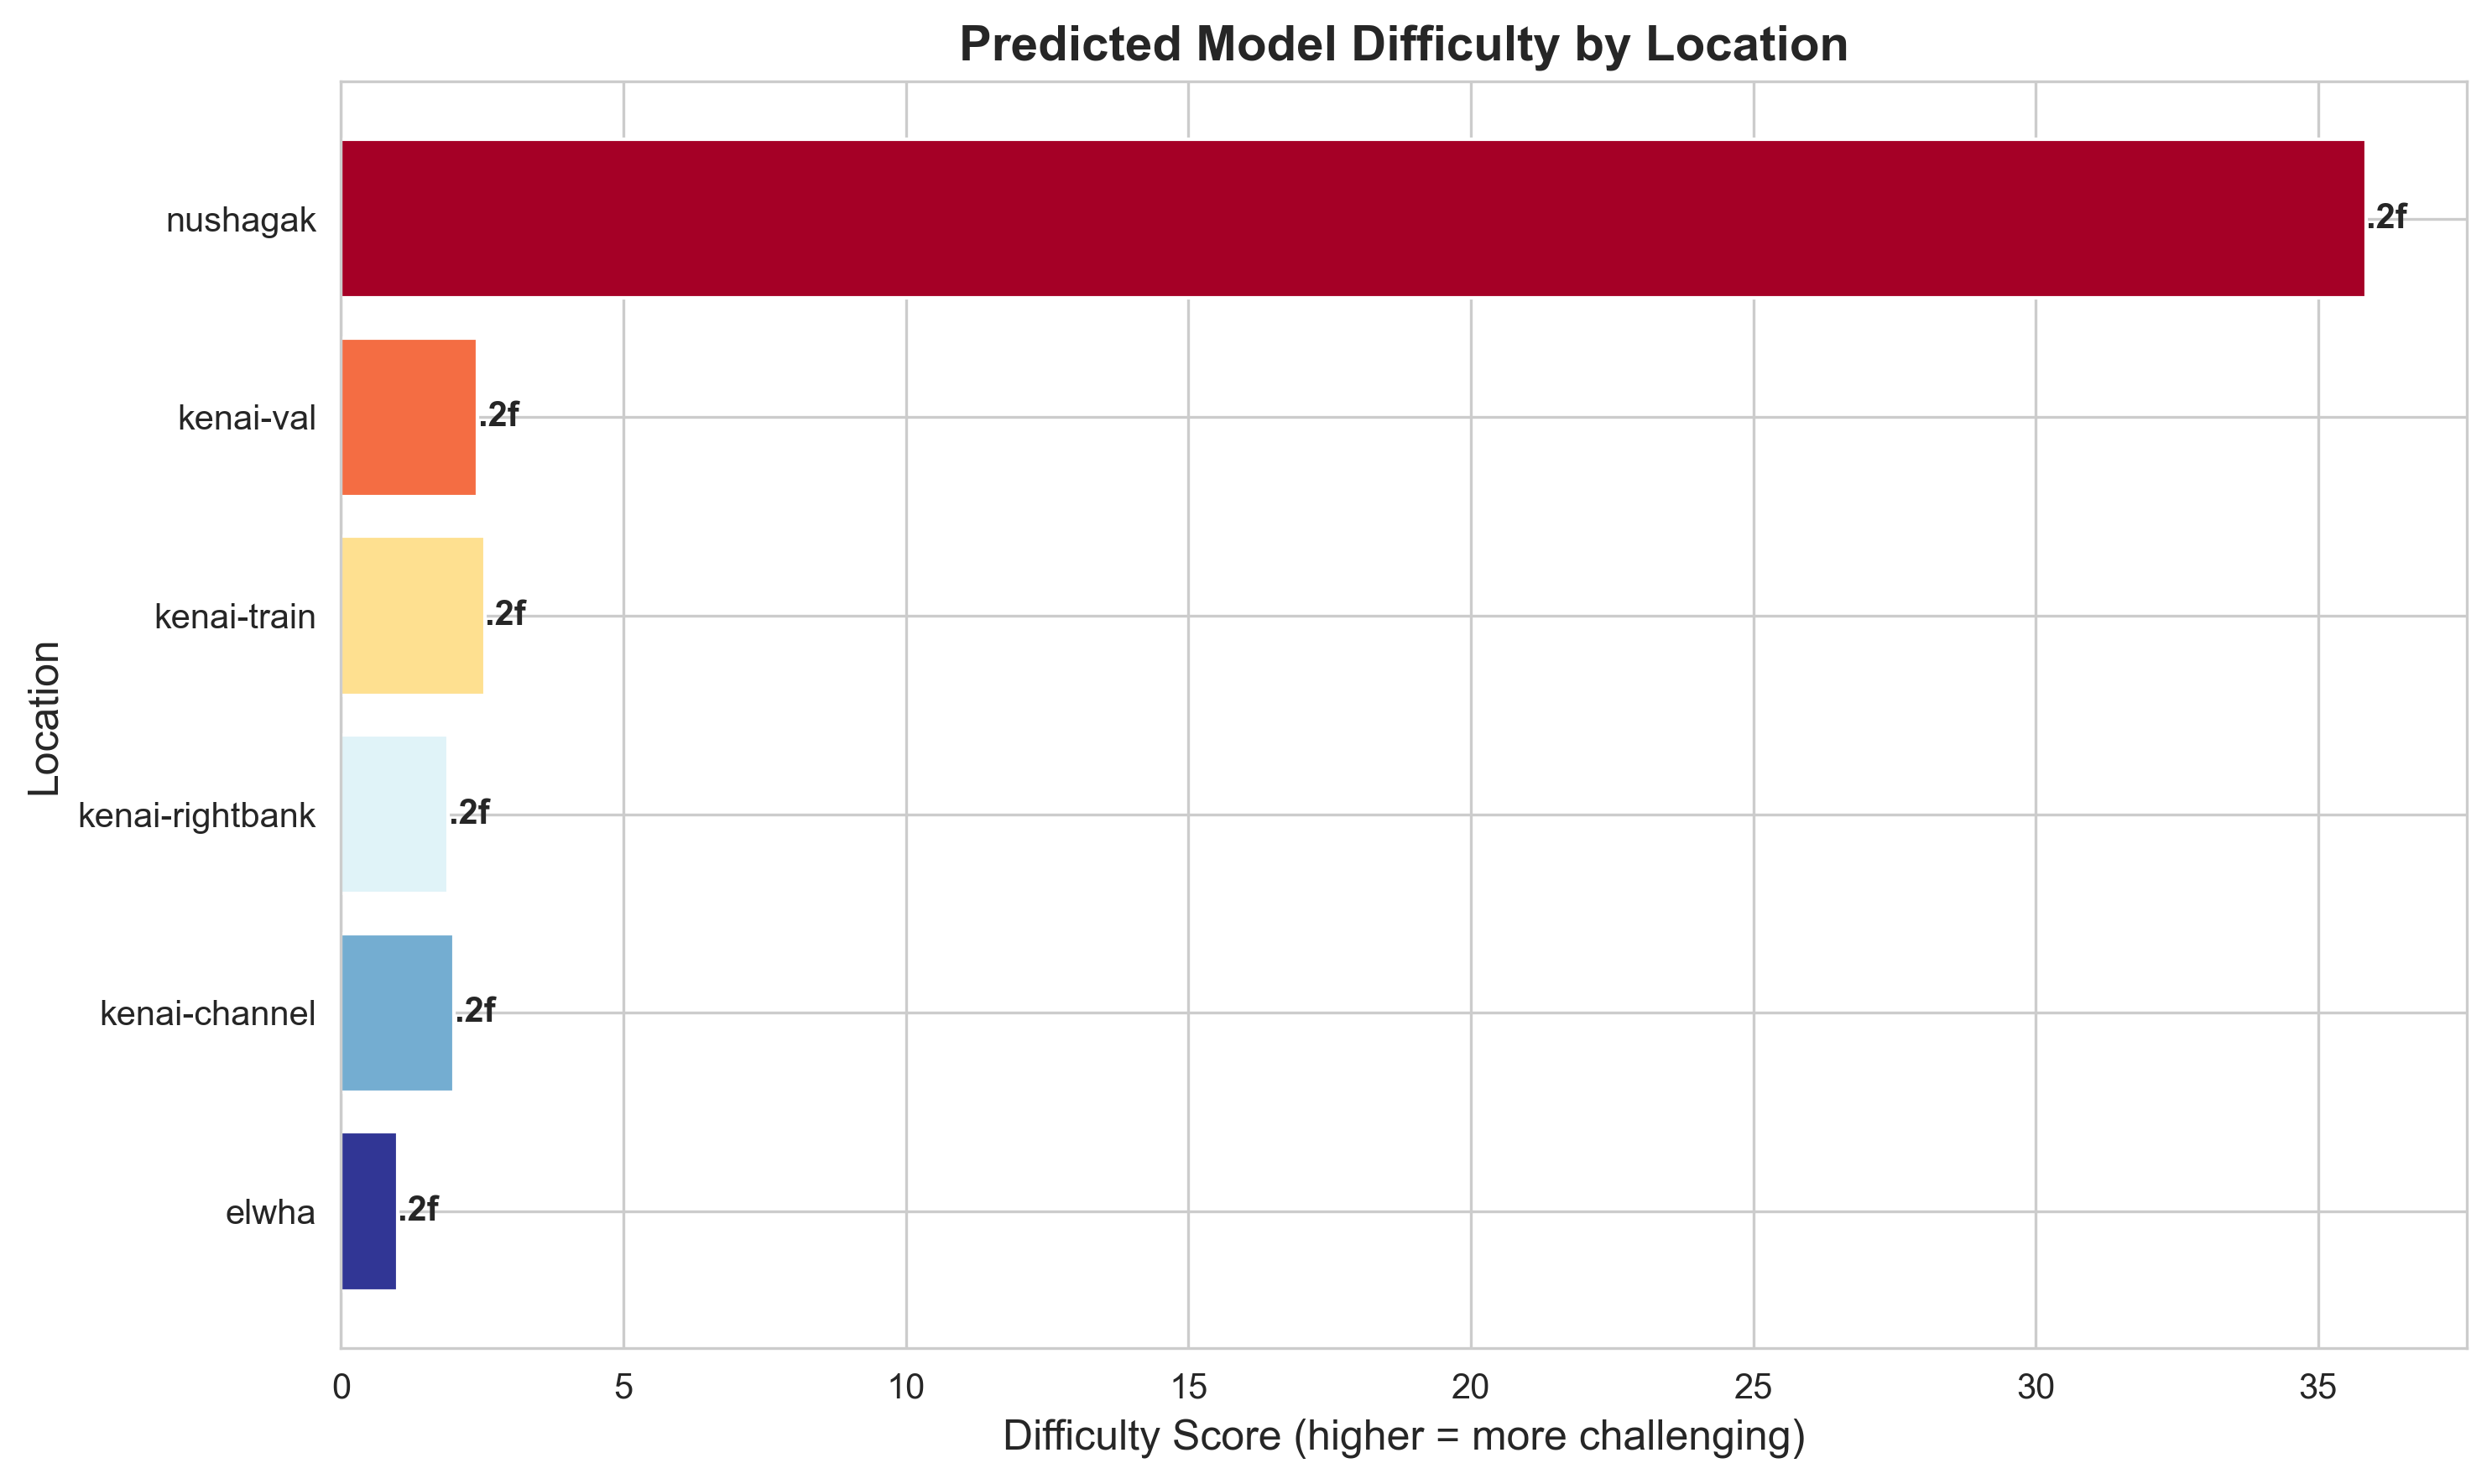 Predicted Model Difficulty by Location
nushagak
.2f
kenai-val
.2f
kenai-train
.2f
Location
kenai-rightbank
.2f
kenai-channel
.2f
elwha
.2f
0 5 10 15 20 25 30 35
Difficulty Score (higher = more challenging)